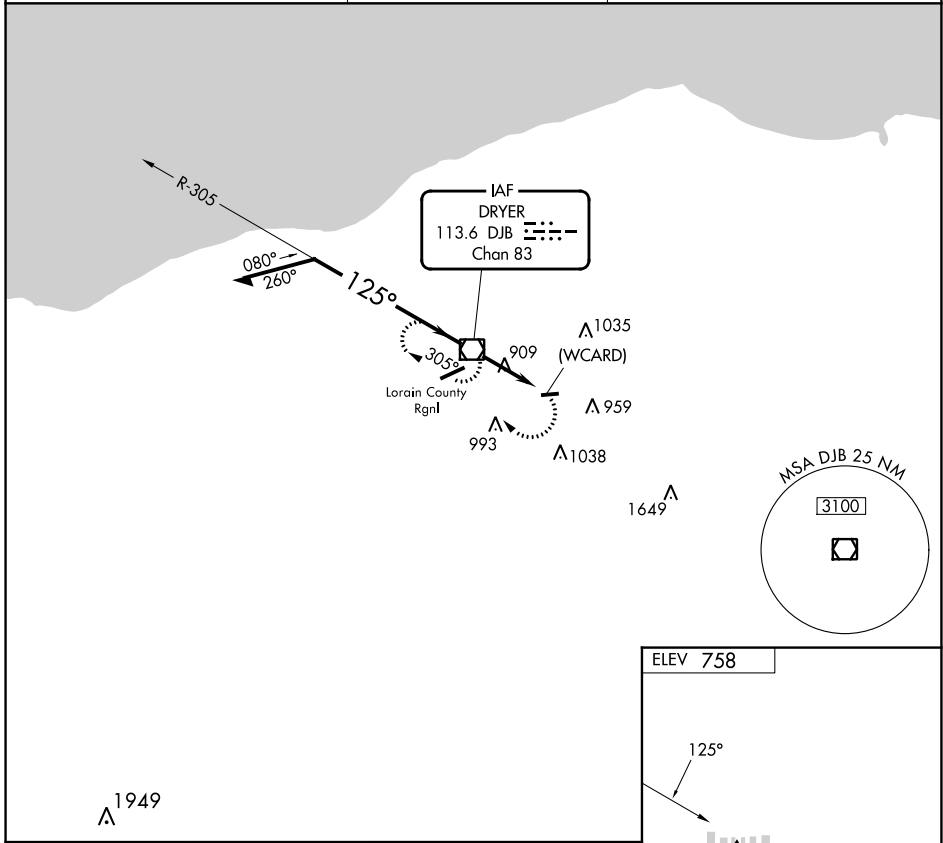 R-305
IAF
DRYER
113.6 DJB
Chan 83
080°
260°
125°
1035
(WCARD)
909
305°
Lorain County
Rgnl
959
993
1038
1649
MSA DJB 25 NM
3100
ELEV 758
125°
1949